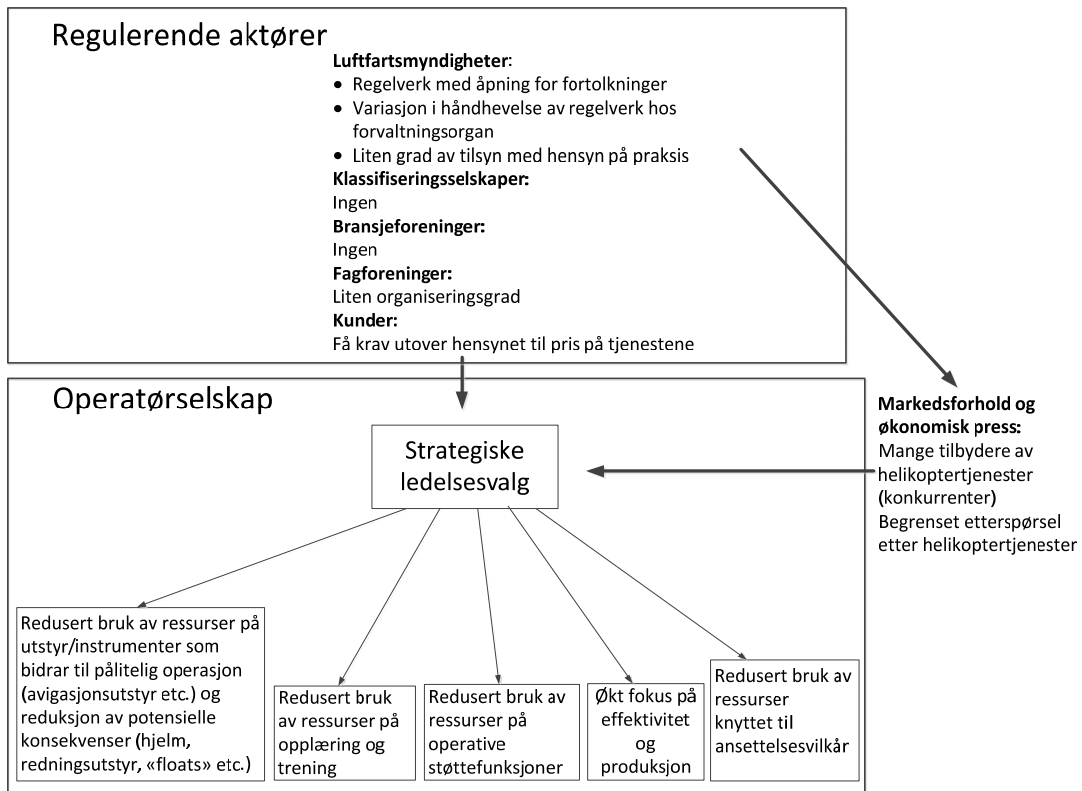 Regulerende aktører
Luftfartsmyndigheter:
• Regelverk med åpning for fortolkninger
• Variasjon i håndhevelse av regelverk hos
forvaltningsorgan
• Liten grad av tilsyn med hensyn på praksis
Klassifiseringsselskaper:
Ingen
Bransjeforeninger:
Ingen
Fagforeninger:
Liten organiseringsgrad
Kunder:
Få krav utover hensynet til pris på tjenestene
Operatørselskap
Strategiske
ledelsesvalg
Markedsforhold og
økonomisk press:
Mange tilbydere av
helikoptertjenester
(konkurrenter)
Begrenset etterspørsel
etter helikoptertjenester
Redusert bruk av ressurser på
utstyr/instrumenter som
bidrar til pålitelig operasjon
(avigasjonsutstyr etc.) og
reduksjon av potensielle
konsekvenser (hjelm,
redningsutstyr, «floats» etc.)
Redusert bruk
av ressurser på
opplæring og
trening
Redusert bruk av
ressurser på
operative
støttefunksjoner
Økt fokus på
effektivitet
og
produksjon
Redusert bruk av
ressurser
knyttet til
ansettelsesvilkår